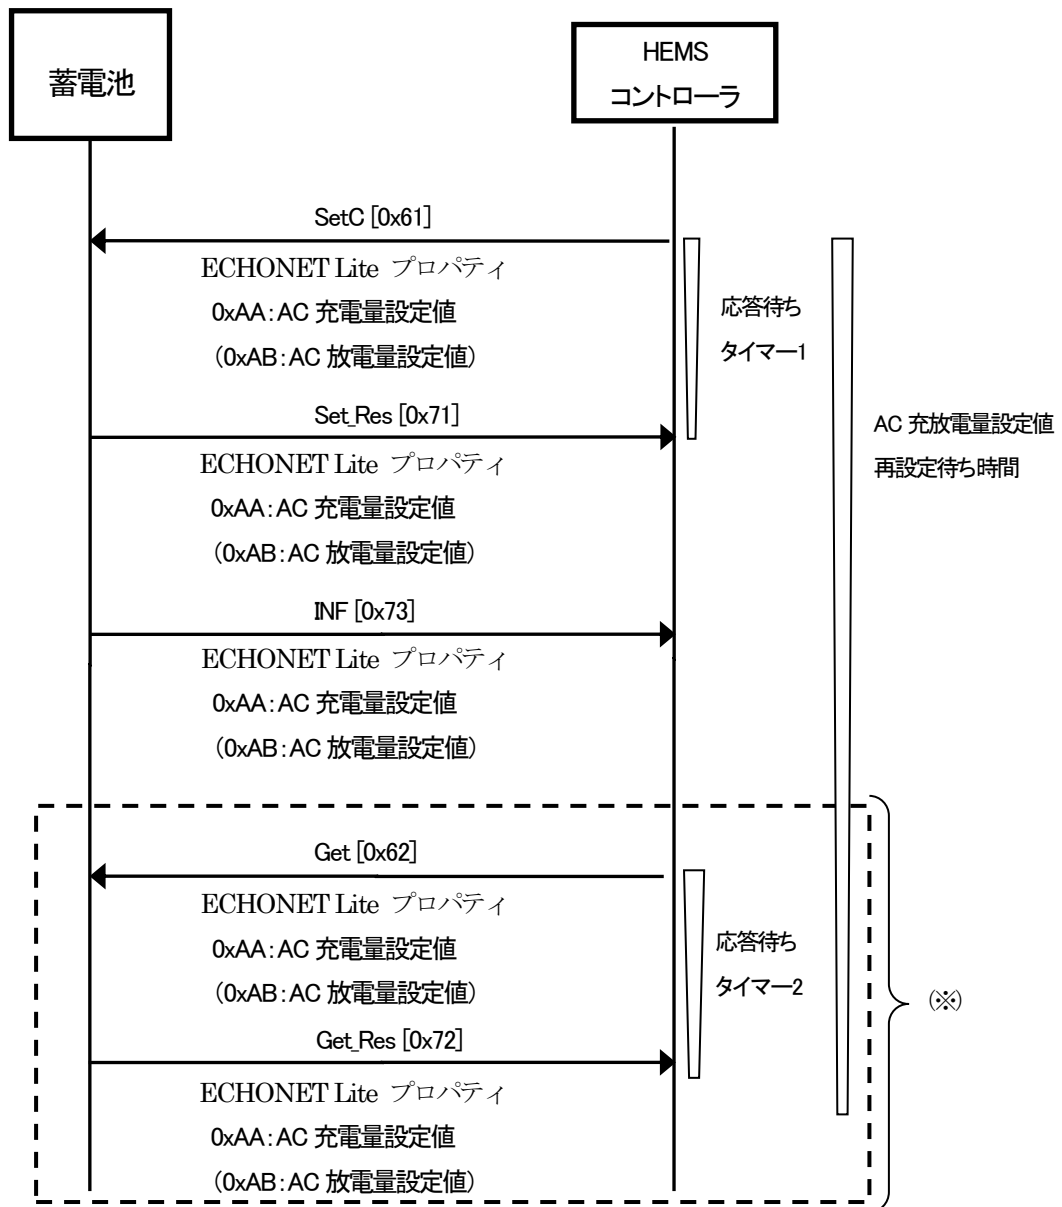 蓄電池
HEMS
コントローラ
SetC [0x61]
ECHONET Lite プロパティ
0xAA：AC 充電量設定値
（0xAB：AC 放電量設定値）
応答待ち
タイマー1
Set_Res [0x71]
ECHONET Lite プロパティ
0xAA：AC 充電量設定値
（0xAB：AC 放電量設定値）
AC 充放電量設定値
再設定待ち時間
INF [0x73]
ECHONET Lite プロパティ
0xAA：AC 充電量設定値
（0xAB：AC 放電量設定値）
Get [0x62]
ECHONET Lite プロパティ
0xAA：AC 充電量設定値
（0xAB：AC 放電量設定値）
応答待ち
タイマー2
（※）
Get_Res [0x72]
ECHONET Lite プロパティ
0xAA：AC 充電量設定値
（0xAB：AC 放電量設定値）